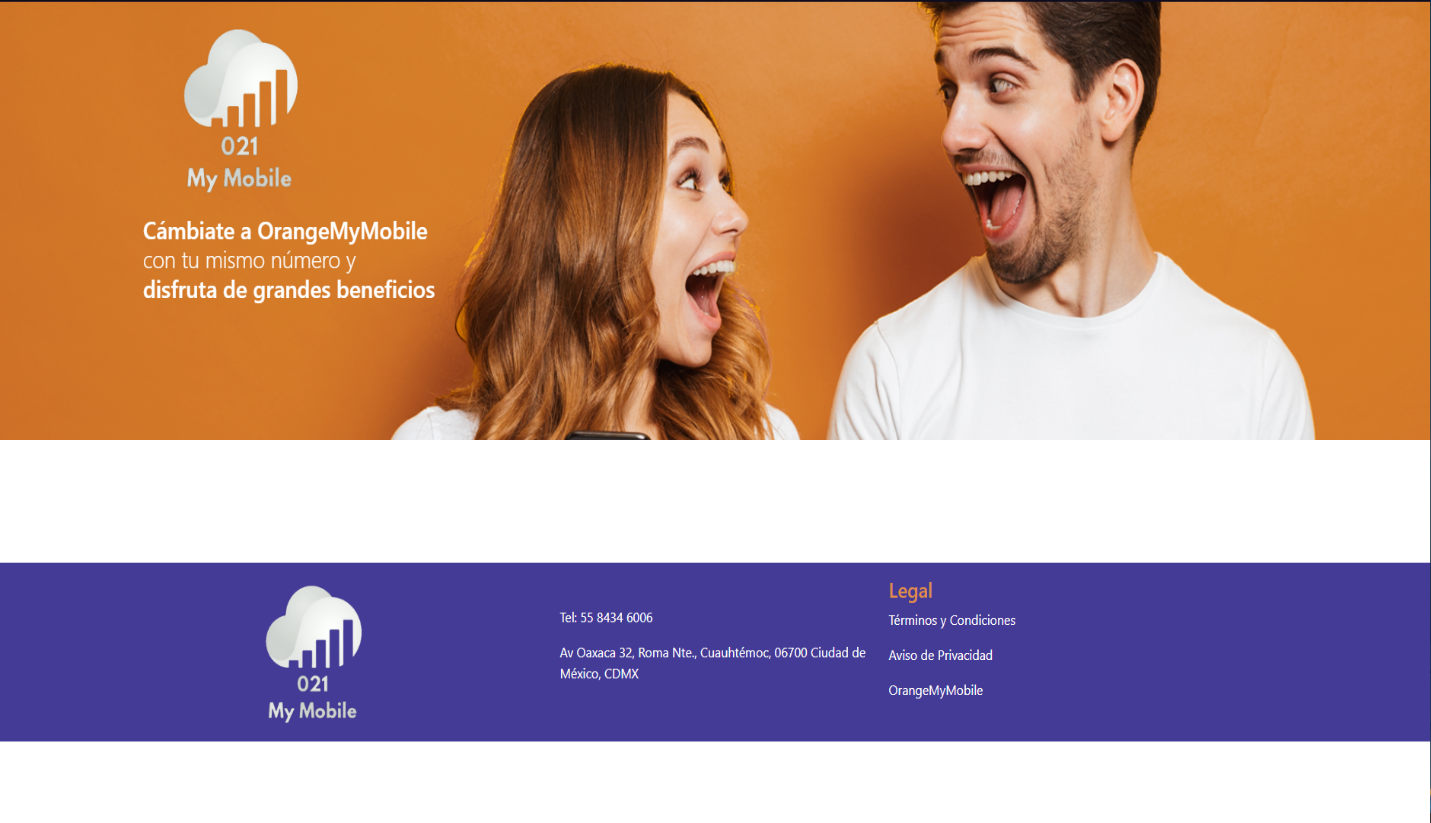 021
My Mobile
Cámbiate a OrangeMyMobile
con tu mismo número y
disfruta de grandes beneficios
021
My Mobile
Tel: 55 8434 6006
Av Oaxaca 32, Roma Nte., Cuauhtémoc, 06700 Ciudad de
México, CDMX
Legal
Términos y Condiciones
Aviso de Privacidad
OrangeMyMobile